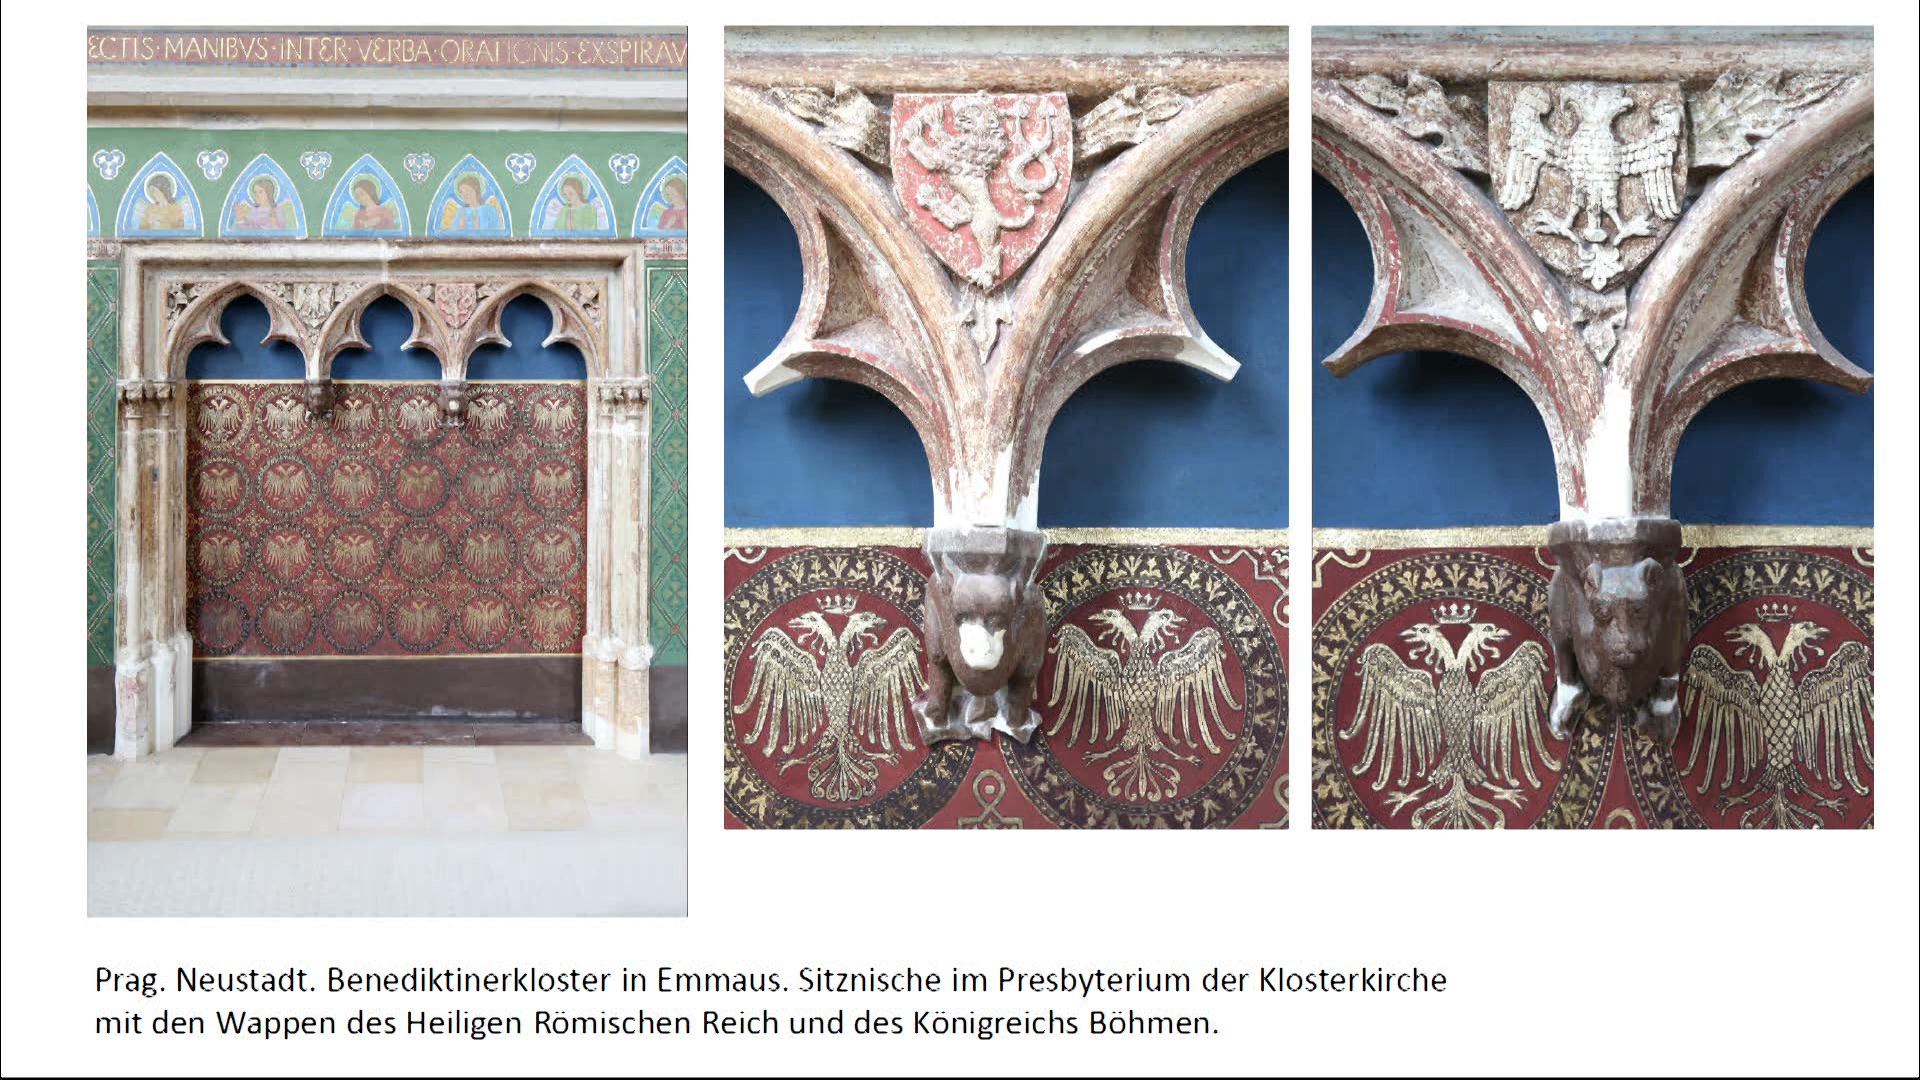 ECTIS·MANIBVS·INTER·VERBA·ORATIONIS·EXSPIRAV
Prag. Neustadt. Benediktinerkloster in Emmaus. Sitznische im Presbyterium der Klosterkirche
mit den Wappen des Heiligen Römischen Reich und des Königreichs Böhmen.